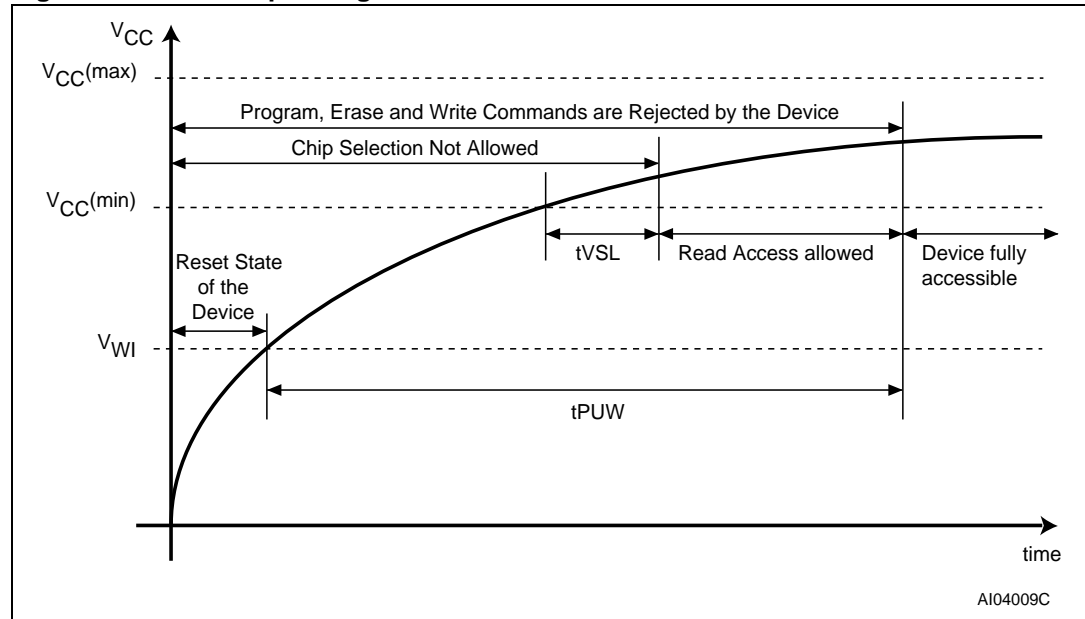 VCC
VCC(max)
Program, Erase and Write Commands are Rejected by the Device
Chip Selection Not Allowed
VCC(min)
tVSL
Read Access allowed
Device fully
accessible
Reset State
of the
Device
VWI
tPUW
time
AI04009C